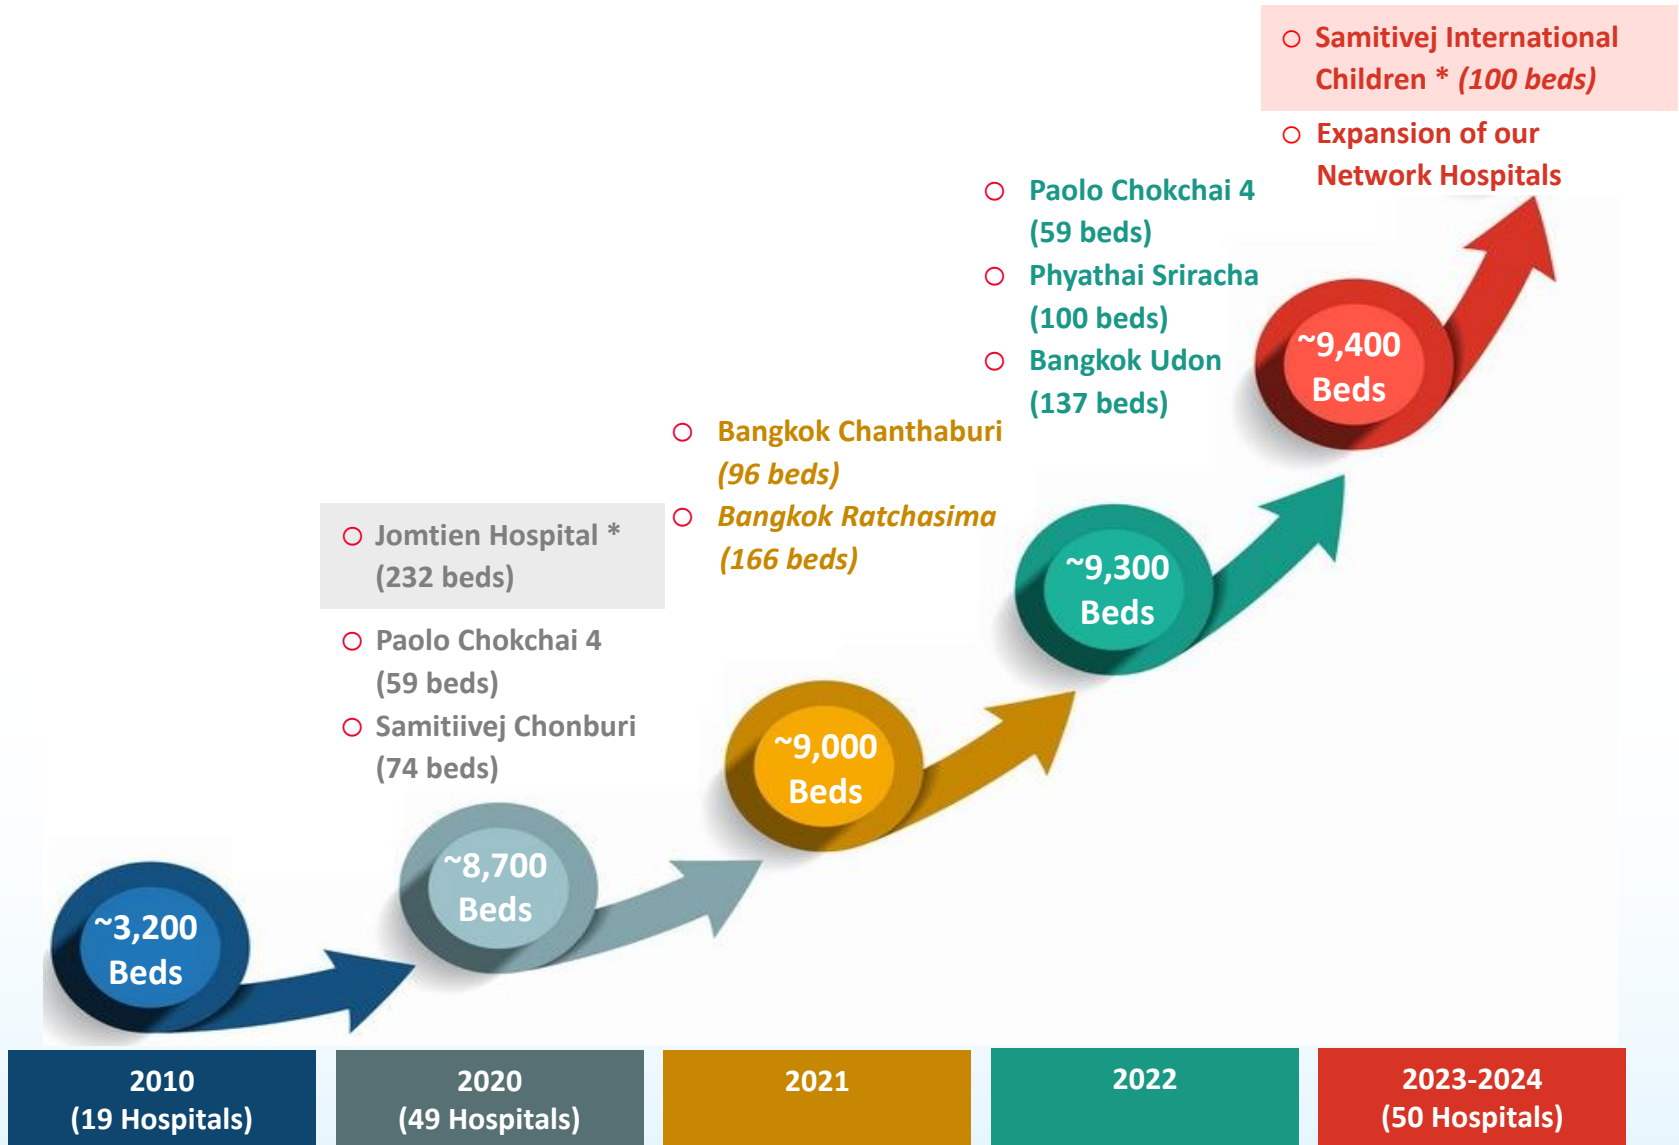 Samitivej International
Children * (100 beds)
Expansion of our
Network Hospitals
Paolo Chokchai 4
(59 beds)
Phyathai Sriracha
(100 beds)
Bangkok Udon
(137 beds)
Bangkok Chanthaburi
(96 beds)
Bangkok Ratchasima
(166 beds)
Jomtien Hospital *
(232 beds)
Paolo Chokchai 4
(59 beds)
Samitiivej Chonburi
(74 beds)
~3,200
Beds
~8,700
Beds
~9,000
Beds
~9,300
Beds
~9,400
Beds
2010
(19 Hospitals)
2020
(49 Hospitals)
2021
2022
2023-2024
(50 Hospitals)